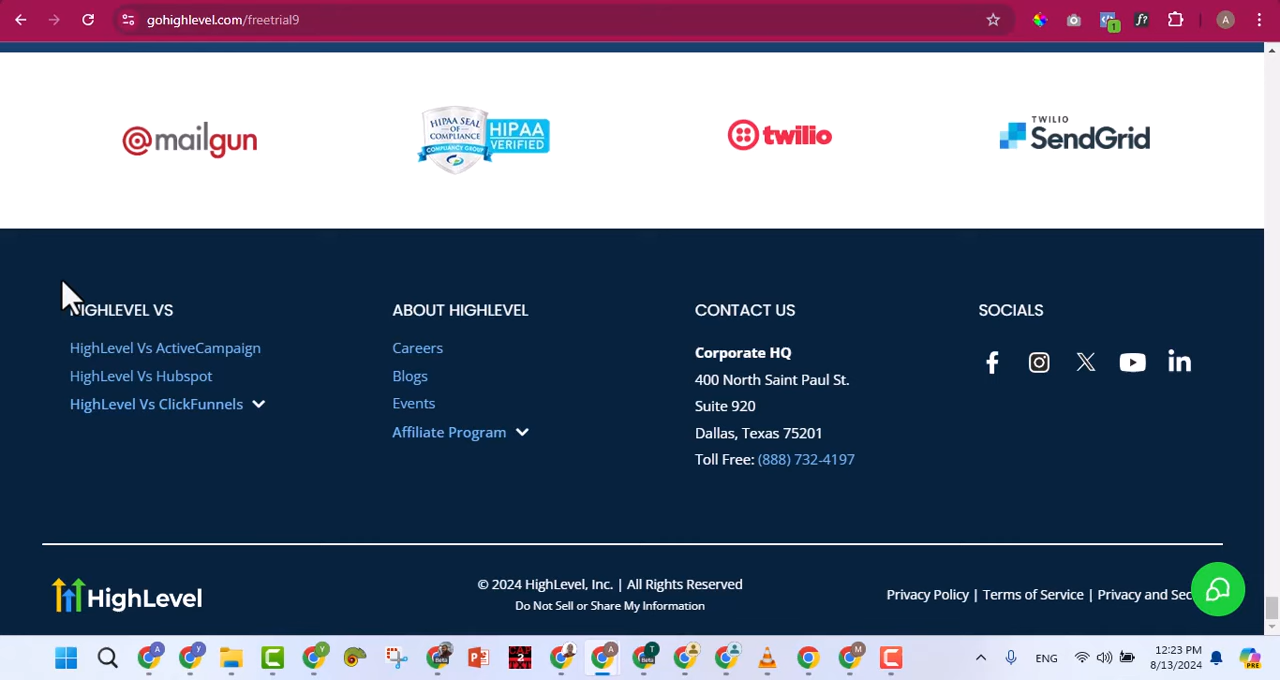 gohighlevel.com/freetrial9
1
f?
A
mailgun
HIPAA SEAL
OF
COMPLIANCE
COMPLIANCY GROUP
HIPAA
VERIFIED
twilio
TWILIO
SendGrid
HIGHLEVEL VS
HighLevel Vs ActiveCampaign
HighLevel Vs Hubspot
HighLevel Vs ClickFunnels
ABOUT HIGHLEVEL
Careers
Blogs
Events
Affiliate Program
CONTACT US
Corporate HQ
400 North Saint Paul St.
Suite 920
Dallas, Texas 75201
Toll Free: (888) 732-4197
SOCIALS
HighLevel
© 2024 HighLevel, Inc. | All Rights Reserved
Do Not Sell or Share My Information
Privacy Policy | Terms of Service | Privacy and Sec
ENG
12:23 PM
8/13/2024